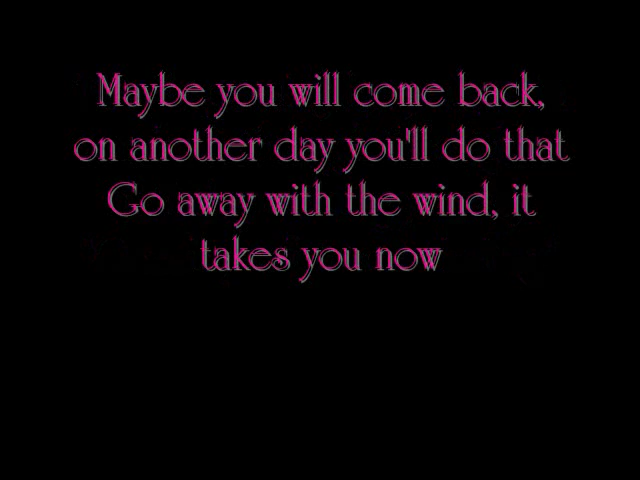 Maybe you will come back,
on another day you'll do that
Go away with the wind, it
takes you now